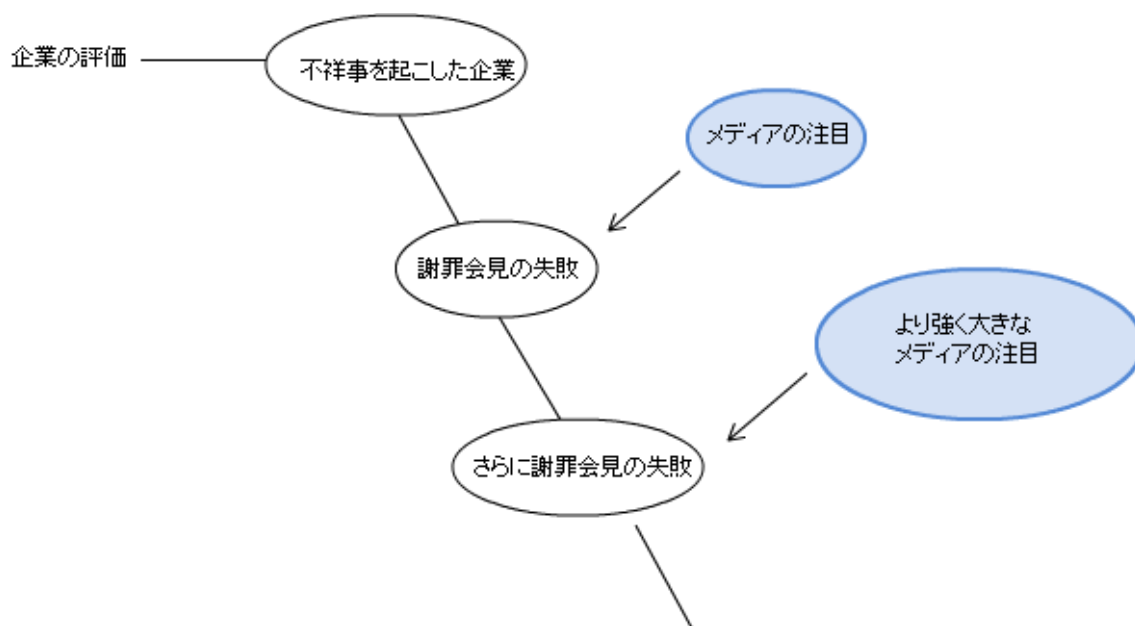 企業の評価
不祥事を起こした企業
メディアの注目
謝罪会見の失敗
より強く大きな
メディアの注目
さらに謝罪会見の失敗